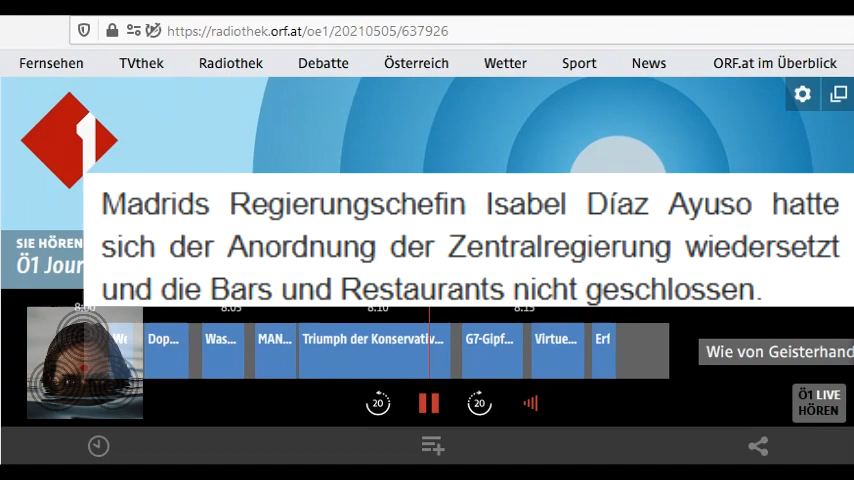 https://radiothek.orf.at/oe1/20210505/637926
Fernsehen TVthek Radiothek Debatte Österreich Wetter Sport News ORF.at im Überblick
1
Madrids Regierungschefin Isabel Díaz Ayuso hatte
sich der Anordnung der Zentralregierung wiedersetzt
und die Bars und Restaurants nicht geschlossen.
SIE HÖREN
Ö1 Jour
8:00 8:05 8:10 8:15
We Dop... Was... MAN... Triumph der Konservativ... G7-Gipf... Virtue... Erf
Wie von Geisterhand
20 20
Ö1 LIVE
HÖREN